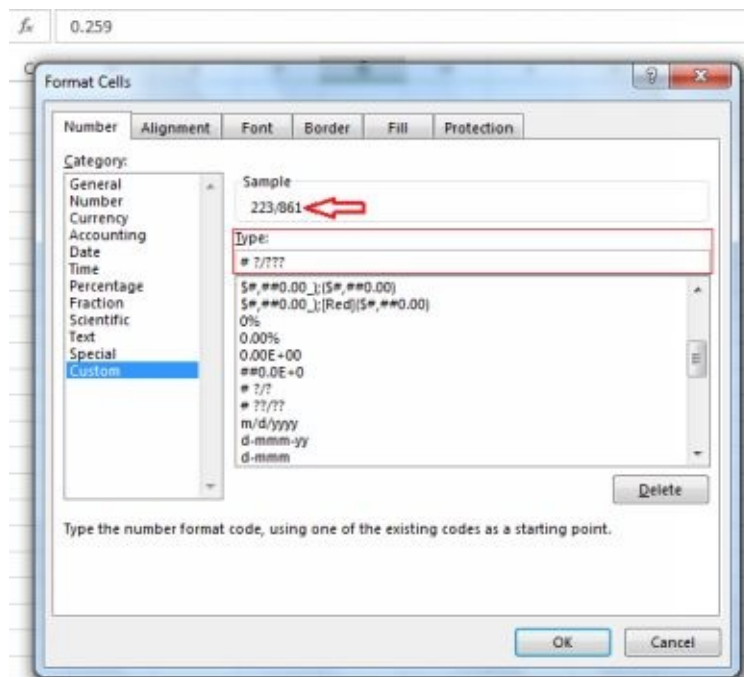 fx 0.259
Format Cells
Number Alignment Font Border Fill Protection
Category:
General
Number
Currency
Accounting
Date
Time
Percentage
Fraction
Scientific
Text
Special
Custom
Sample
223/861
Type:
# ?/???
$#,##0.00_);($#,##0.00)
$#,##0.00_);[Red]($#,##0.00)
0%
0.00%
0.00E+00
##0.0E+0
# ?/?
# ??/??
m/d/yyyy
d-mmm-yy
d-mmm
Delete
Type the number format code, using one of the existing codes as a starting point.
OK Cancel